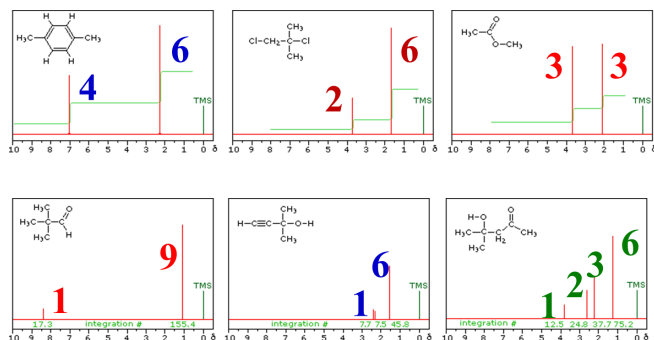 H H
H₃C CH₃
H H
4 6
TMS
10 9 8 7 6 5 4 3 2 1 0 δ
CH₃
Cl CH₂ Cl
CH₃
2 6
TMS
10 9 8 7 6 5 4 3 2 1 0 δ
O
H₃C
O CH₃
3 3
TMS
10 9 8 7 6 5 4 3 2 1 0 δ
H₃C O
H₃C
H₃C H
1 9
TMS
17.3 integration # 155.4
10 9 8 7 6 5 4 3 2 1 0 δ
H₃C
H O H
CH₃
1 6
TMS
integration # 7.7 7.5 45.8
10 9 8 7 6 5 4 3 2 1 0 δ
H O O
H₃C CH₃
H₃C CH₂
1 2 3 6
TMS
integration # 12.5 24.8 37.7 75.2
10 9 8 7 6 5 4 3 2 1 0 δ